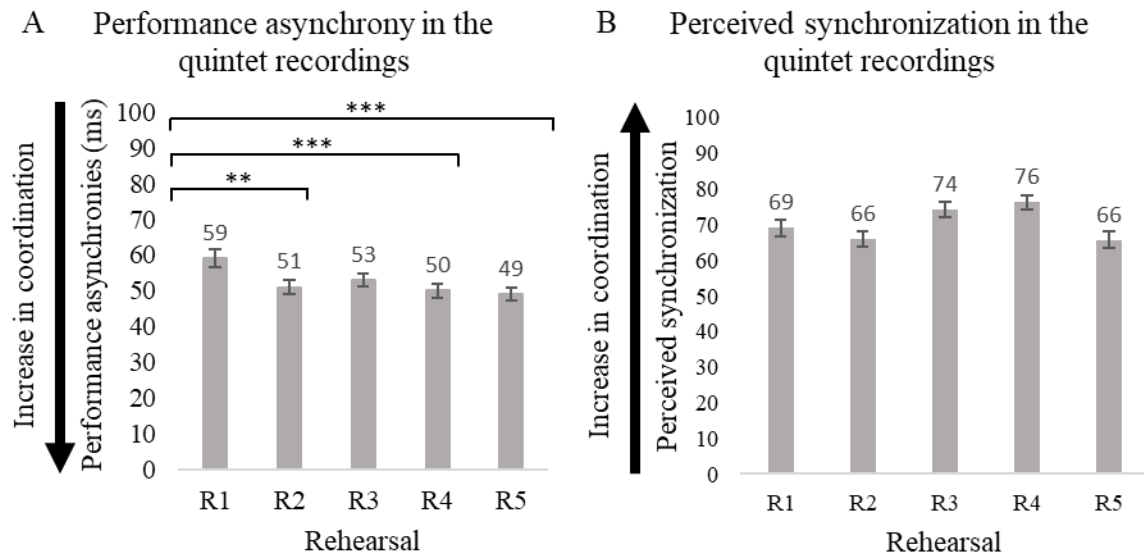 A
Performance asynchrony in the
quintet recordings
Increase in coordination
Performance asynchronies (ms)
100
90
80
70
60
50
40
30
20
10
0
***
***
**
59
51
53
50
49
R1 R2 R3 R4 R5
Rehearsal
B
Perceived synchronization in the
quintet recordings
Increase in coordination
Perceived synchronization
100
90
80
70
60
50
40
30
20
10
0
69
66
74
76
66
R1 R2 R3 R4 R5
Rehearsal